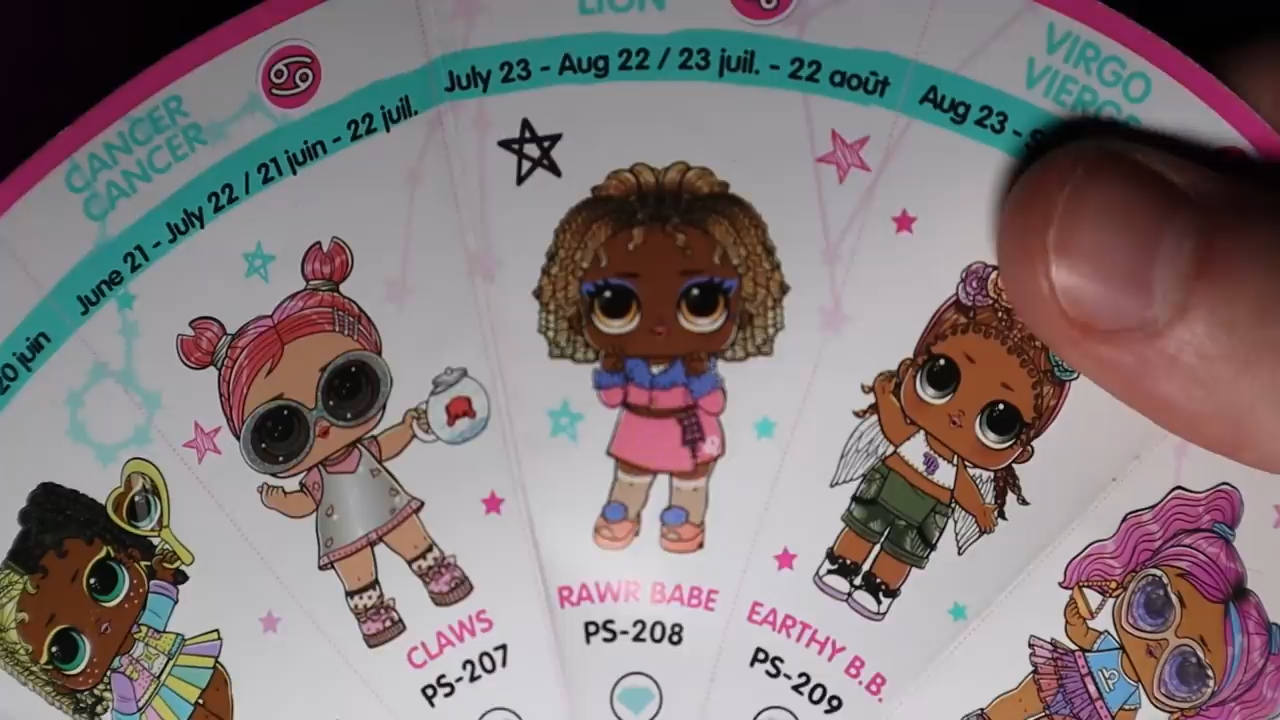 CANCER
CANCER
LION
VIRGO
20 juin
June 21 - July 22 / 21 juin - 22 juil.
July 23 - Aug 22 / 23 juil. - 22 août
Aug 23 -
CLAWS
PS-207
RAWR BABE
PS-208
EARTHY B.B.
PS-209